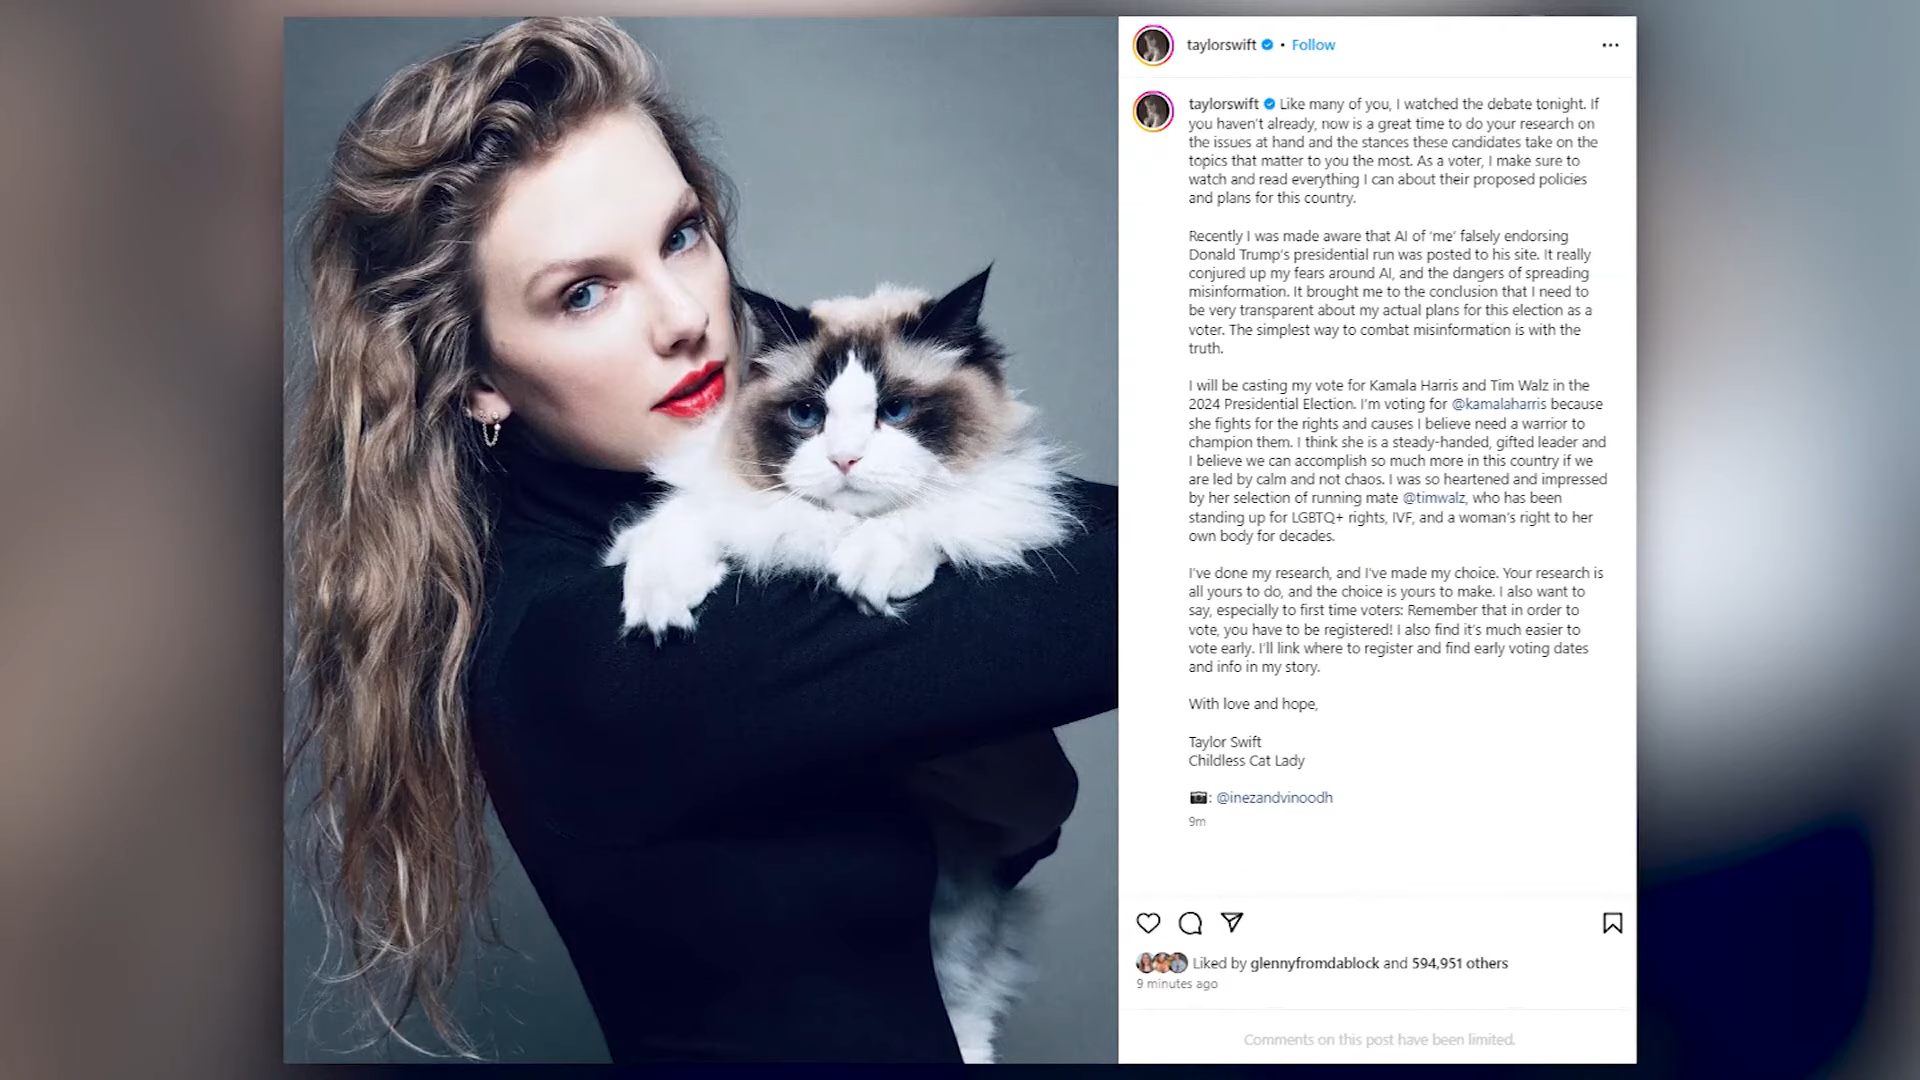 taylorswift • Follow
taylorswift Like many of you, I watched the debate tonight. If
you haven't already, now is a great time to do your research on
the issues at hand and the stances these candidates take on the
topics that matter to you the most. As a voter, I make sure to
watch and read everything I can about their proposed policies
and plans for this country.
Recently I was made aware that AI of ‘me’ falsely endorsing
Donald Trump's presidential run was posted to his site. It really
conjured up my fears around AI, and the dangers of spreading
misinformation. It brought me to the conclusion that I need to
be very transparent about my actual plans for this election as a
voter. The simplest way to combat misinformation is with the
truth.
I will be casting my vote for Kamala Harris and Tim Walz in the
2024 Presidential Election. I'm voting for @kamalaharris because
she fights for the rights and causes I believe need a warrior to
champion them. I think she is a steady-handed, gifted leader and
I believe we can accomplish so much more in this country if we
are led by calm and not chaos. I was so heartened and impressed
by her selection of running mate @timwalz, who has been
standing up for LGBTQ+ rights, IVF, and a woman's right to her
own body for decades.
I've done my research, and I've made my choice. Your research is
all yours to do, and the choice is yours to make. I also want to
say, especially to first time voters: Remember that in order to
vote, you have to be registered! I also find it's much easier to
vote early. I'll link where to register and find early voting dates
and info in my story.
With love and hope,
Taylor Swift
Childless Cat Lady
📷: @inezandvinoodh
9m
Liked by glennyfromdablock and 594,951 others
9 minutes ago
Comments on this post have been limited.